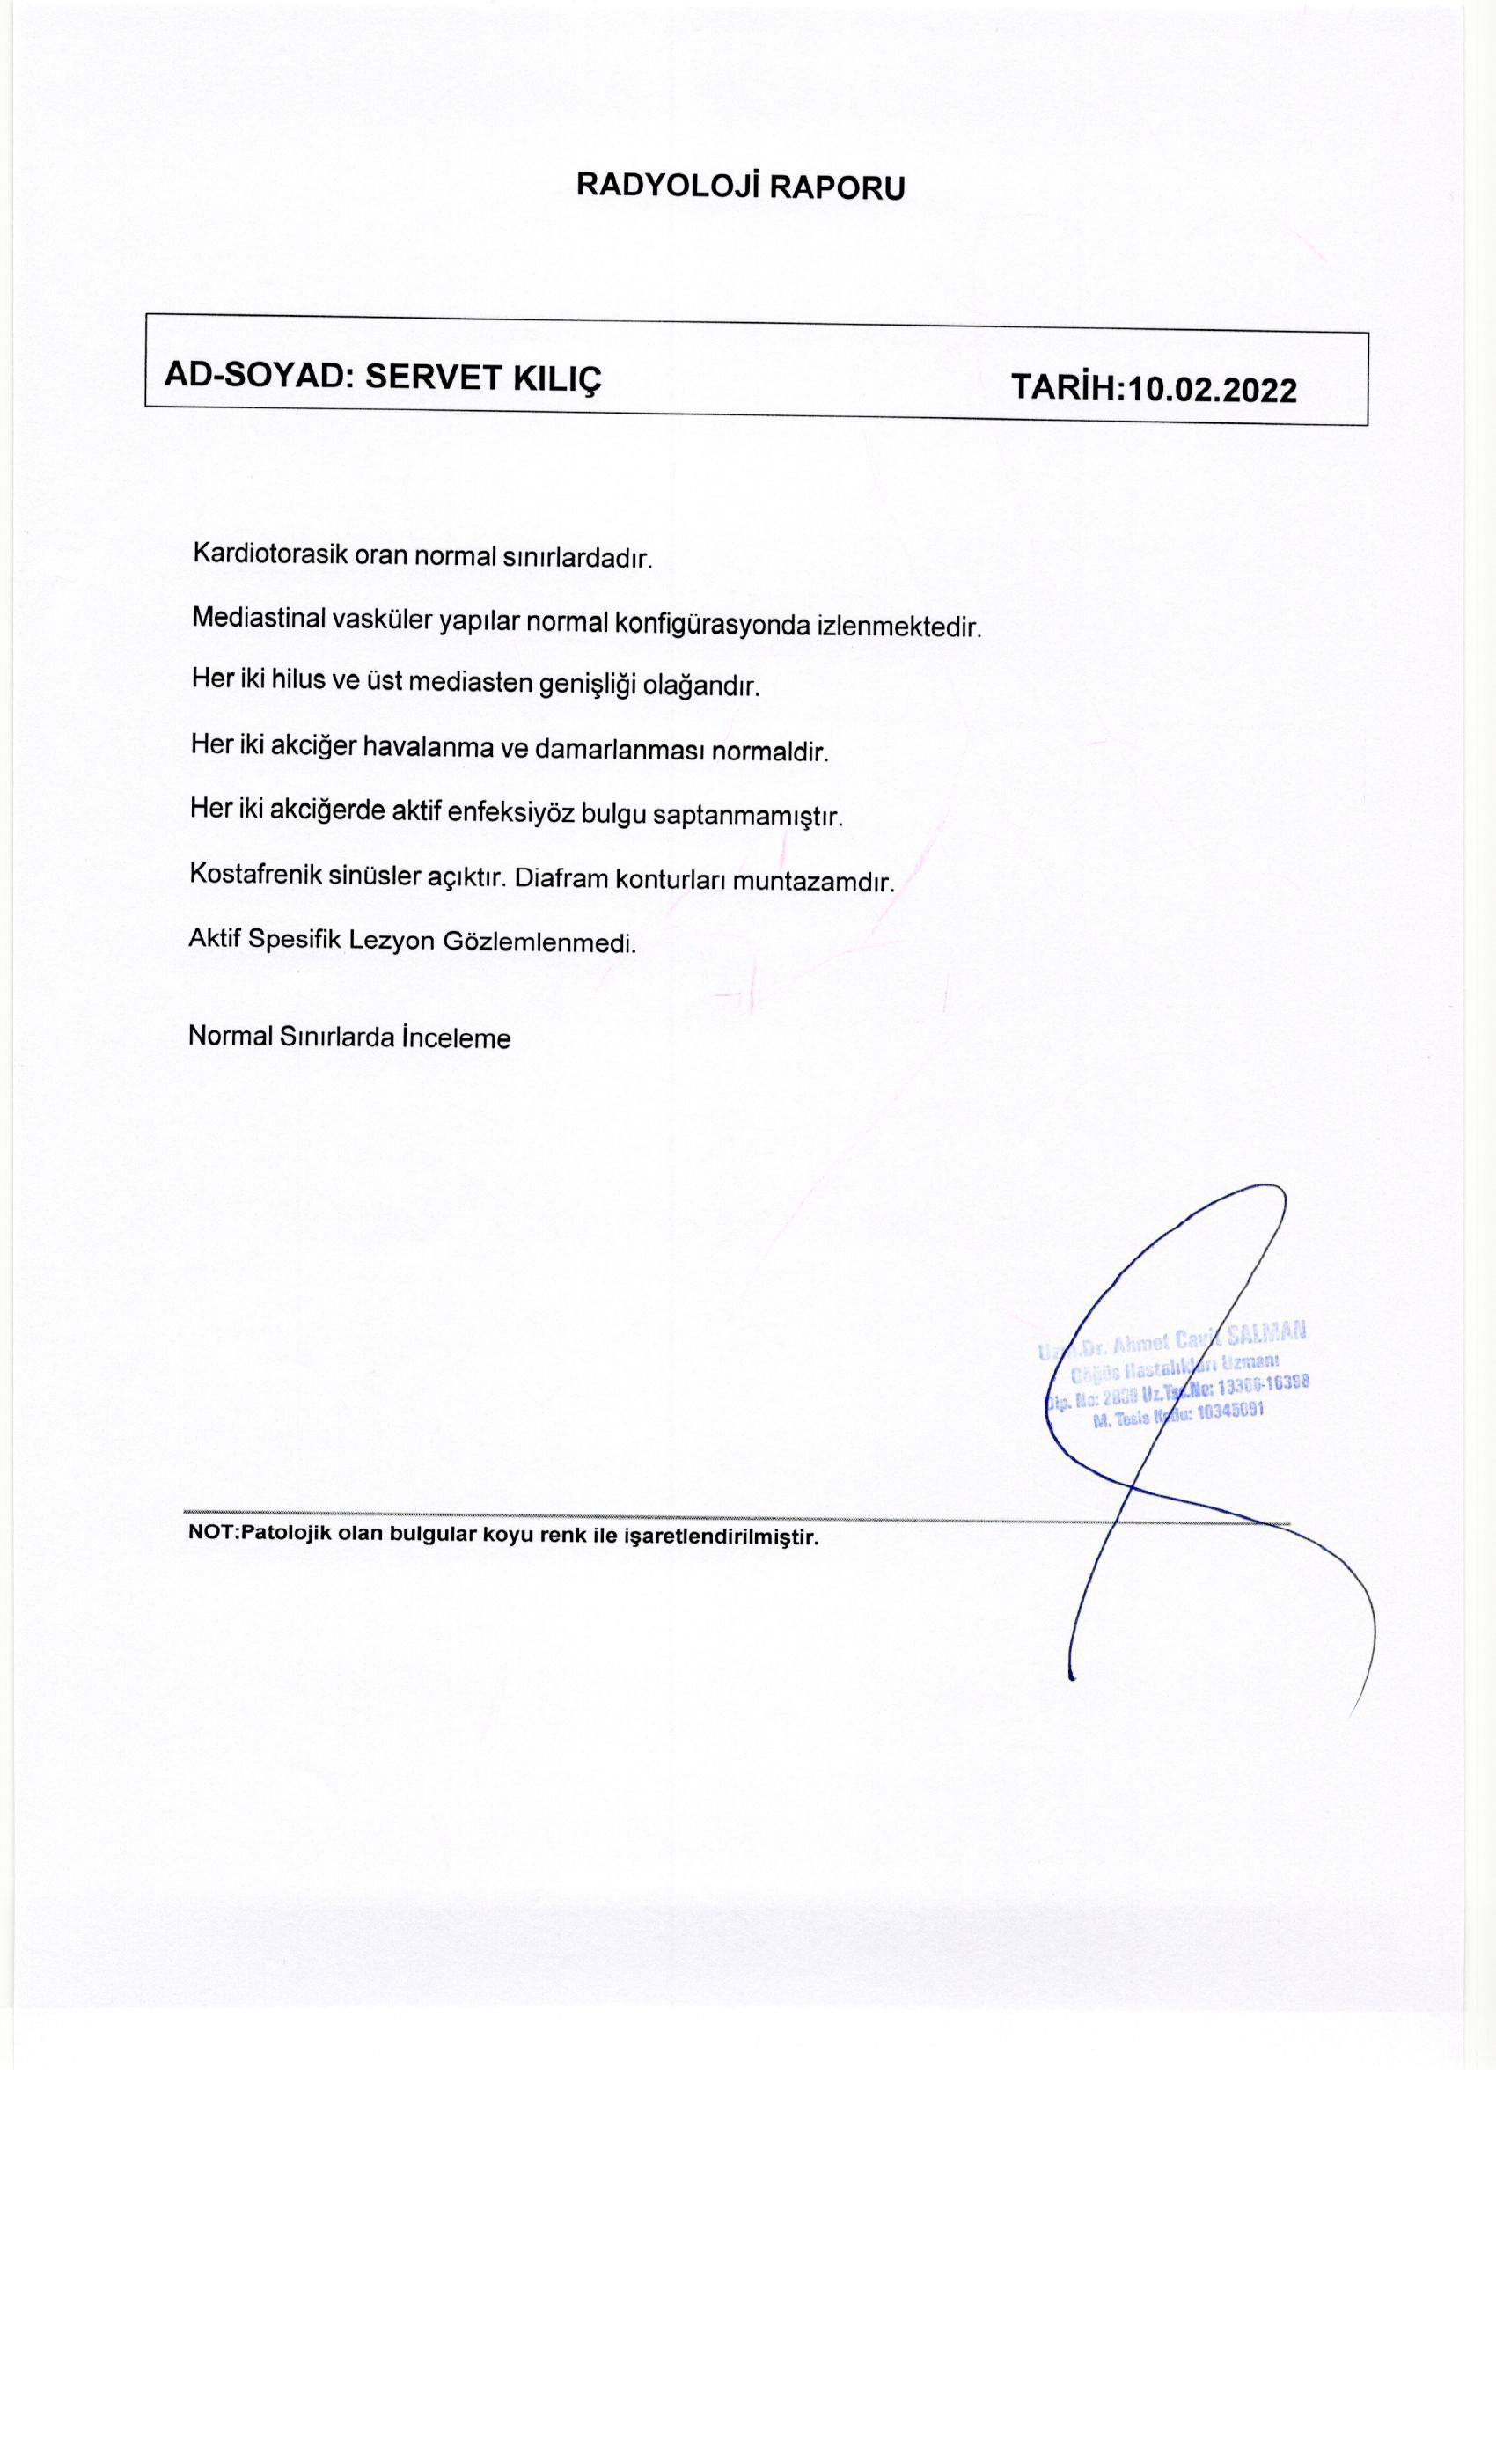 RADYOLOJİ RAPORU
AD-SOYAD: SERVET KILIÇ TARİH:10.02.2022
Kardiotorasik oran normal sınırlardadır.
Mediastinal vasküler yapılar normal konfigürasyonda izlenmektedir.
Her iki hilus ve üst mediasten genişliği olağandır.
Her iki akciğer havalanma ve damarlanması normaldir.
Her iki akciğerde aktif enfeksiyöz bulgu saptanmamıştır.
Kostafrenik sinüsler açıktır. Diafram konturları muntazamdır.
Aktif Spesifik Lezyon Gözlemlenmedi.
Normal Sınırlarda İnceleme
Uzm.Dr. Ahmet Cavit SALMAN
Göğüs Hastalıkları Uzmanı
Dip. No: Uz.Tes.No:
M. Tesis Kodu: 10345091
NOT:Patolojik olan bulgular koyu renk ile işaretlendirilmiştir.